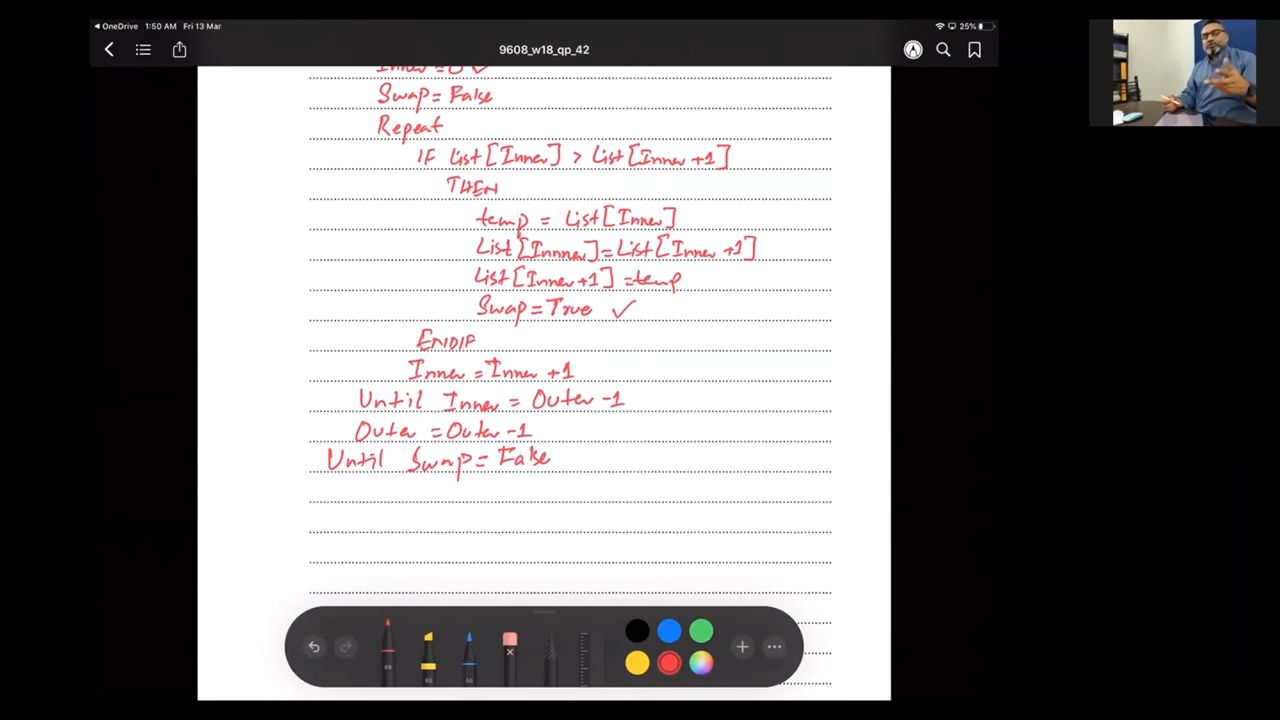 OneDrive 1:50 AM Fri 13 Mar 25%
9608_w18_qp_42
Inner = 0 ✓
Swap = False
Repeat
IF List[Inner] > List[Inner +1]
THEN
temp = List[Inner]
List[Innner] = List[Inner +1]
List[Inner+1] = temp
Swap = True ✓
ENDIF
Inner = Inner +1
Until Inner = Outer -1
Outer = Outer -1
Until Swap = False